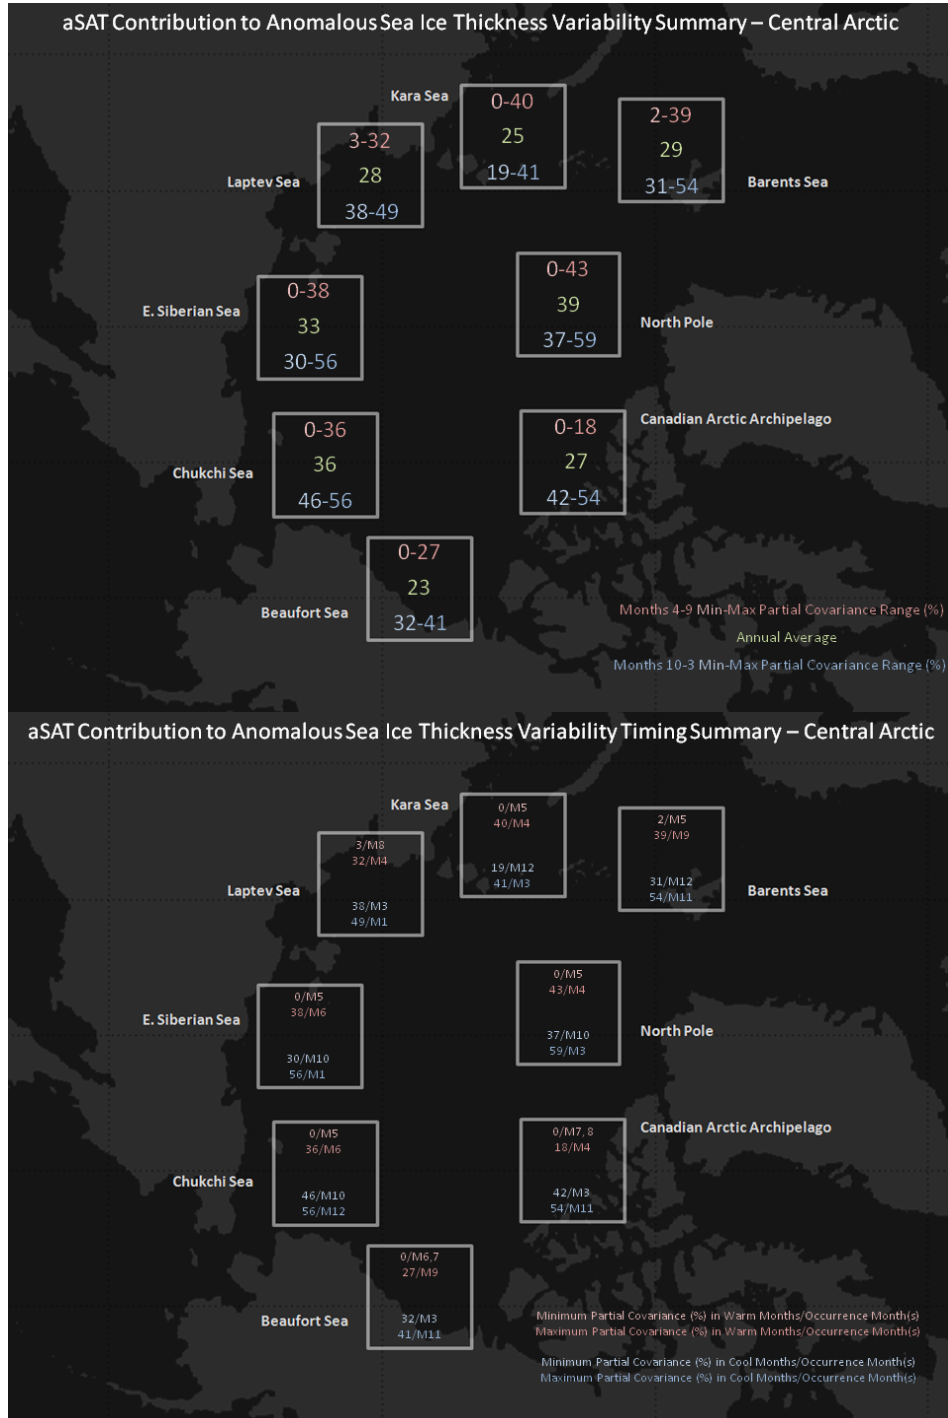 aSAT Contribution to Anomalous Sea Ice Thickness Variability Summary – Central Arctic
Kara Sea
0-40
25
19-41
2-39
29
31-54
Barents Sea
Laptev Sea
3-32
28
38-49
E. Siberian Sea
0-38
33
30-56
0-43
39
37-59
North Pole
Chukchi Sea
0-36
36
46-56
0-18
27
42-54
Canadian Arctic Archipelago
Beaufort Sea
0-27
23
32-41
Months 4-9 Min-Max Partial Covariance Range (%)
Annual Average
Months 10-3 Min-Max Partial Covariance Range (%)
aSAT Contribution to Anomalous Sea Ice Thickness Variability Timing Summary – Central Arctic
Kara Sea
0/M5
40/M4
19/M12
41/M3
2/M5
39/M9
31/M12
54/M11
Barents Sea
Laptev Sea
3/M8
32/M4
38/M3
49/M1
E. Siberian Sea
0/M5
38/M6
30/M10
56/M1
0/M5
43/M4
37/M10
59/M3
North Pole
Chukchi Sea
0/M5
36/M6
46/M10
56/M12
0/M7,8
18/M4
42/M3
54/M11
Canadian Arctic Archipelago
Beaufort Sea
0/M6,7
27/M9
32/M3
41/M11
Minimum Partial Covariance (%) in Warm Months/Occurrence Month(s)
Maximum Partial Covariance (%) in Warm Months/Occurrence Month(s)
Minimum Partial Covariance (%) in Cool Months/Occurrence Month(s)
Maximum Partial Covariance (%) in Cool Months/Occurrence Month(s)